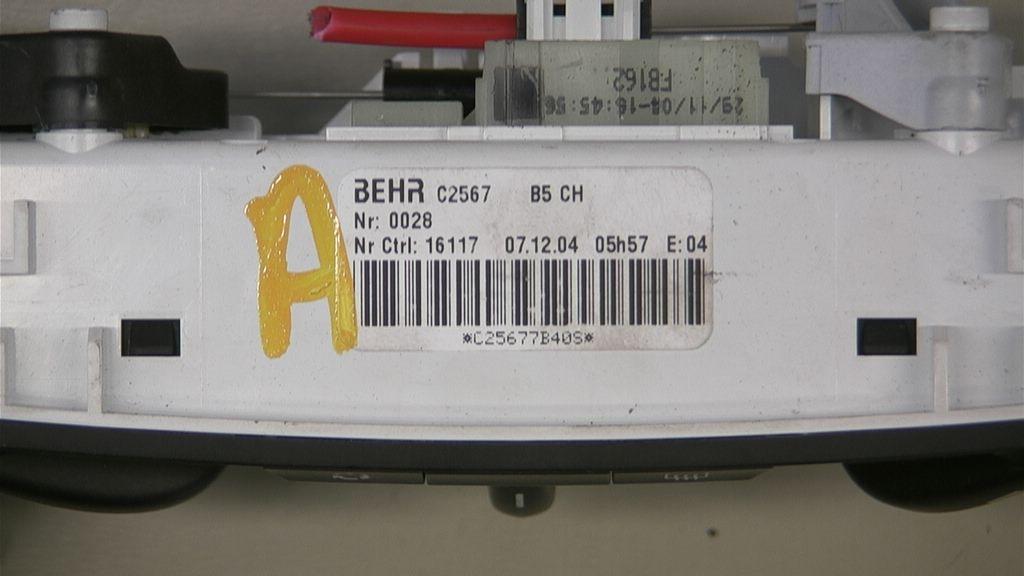 FB162
29/11/04-16:45:56
A
BEHR C2567 B5 CH
Nr: 0028
Nr Ctrl: 16117 07.12.04 05h57 E:04
*C25677B40S*